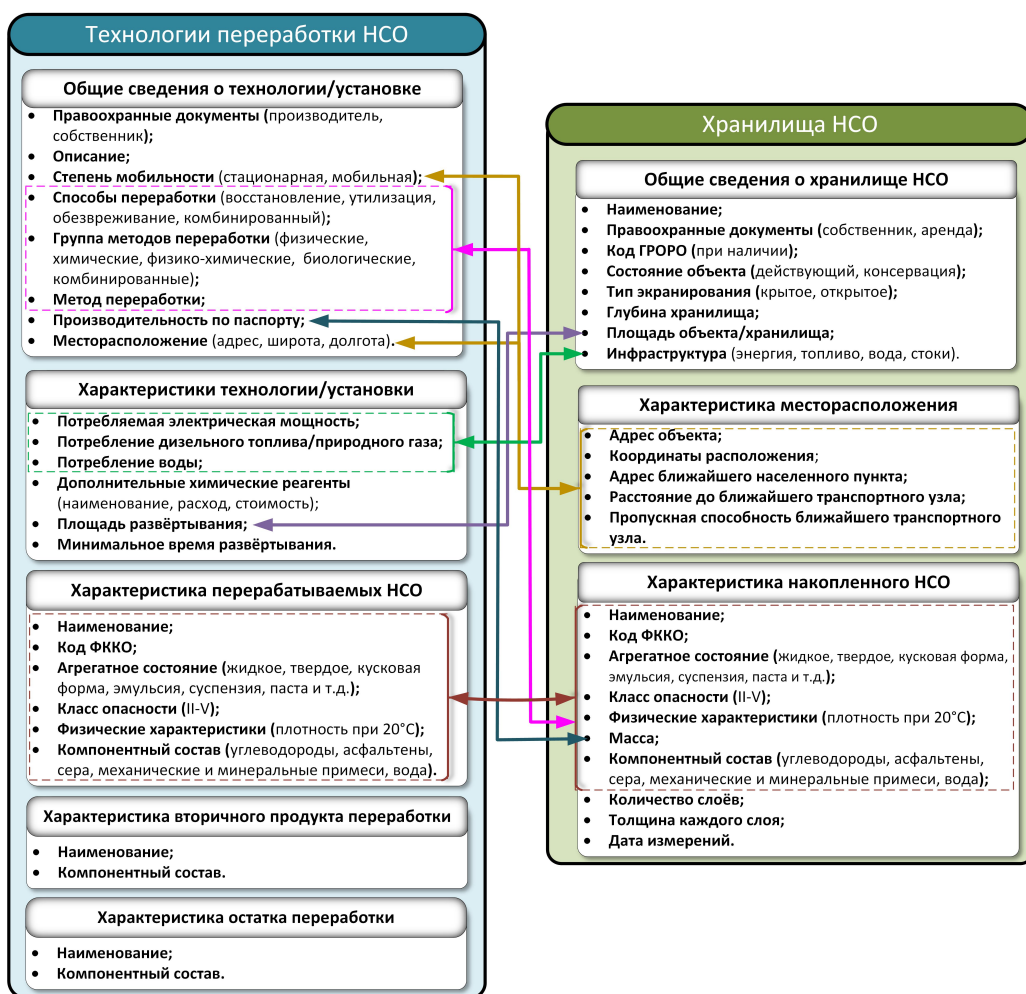 Технологии переработки НСО
Общие сведения о технологии/установке
• Правоохранные документы (производитель,
собственник);
• Описание;
• Степень мобильности (стационарная, мобильная);
• Способы переработки (восстановление, утилизация,
обезвреживание, комбинированный);
• Группа методов переработки (физические,
химические, физико-химические, биологические,
комбинированные);
• Метод переработки;
• Производительность по паспорту;
• Месторасположение (адрес, широта, долгота).
Характеристики технологии/установки
• Потребляемая электрическая мощность;
• Потребление дизельного топлива/природного газа;
• Потребление воды;
• Дополнительные химические реагенты
(наименование, расход, стоимость);
• Площадь развёртывания;
• Минимальное время развёртывания.
Характеристика перерабатываемых НСО
• Наименование;
• Код ФККО;
• Агрегатное состояние (жидкое, твердое, кусковая
форма, эмульсия, суспензия, паста и т.д.);
• Класс опасности (II-V);
• Физические характеристики (плотность при 20°C);
• Компонентный состав (углеводороды, асфальтены,
сера, механические и минеральные примеси, вода).
Характеристика вторичного продукта переработки
• Наименование;
• Компонентный состав.
Характеристика остатка переработки
• Наименование;
• Компонентный состав.
Хранилища НСО
Общие сведения о хранилище НСО
• Наименование;
• Правоохранные документы (собственник, аренда);
• Код ГРОРО (при наличии);
• Состояние объекта (действующий, консервация);
• Тип экранирования (крытое, открытое);
• Глубина хранилища;
• Площадь объекта/хранилища;
• Инфраструктура (энергия, топливо, вода, стоки).
Характеристика месторасположения
• Адрес объекта;
• Координаты расположения;
• Адрес ближайшего населенного пункта;
• Расстояние до ближайшего транспортного узла;
• Пропускная способность ближайшего транспортного
узла.
Характеристика накопленного НСО
• Наименование;
• Код ФККО;
• Агрегатное состояние (жидкое, твердое, кусковая форма,
эмульсия, суспензия, паста и т.д.);
• Класс опасности (II-V);
• Физические характеристики (плотность при 20°C);
• Масса;
• Компонентный состав (углеводороды, асфальтены,
сера, механические и минеральные примеси, вода);
• Количество слоёв;
• Толщина каждого слоя;
• Дата измерений.